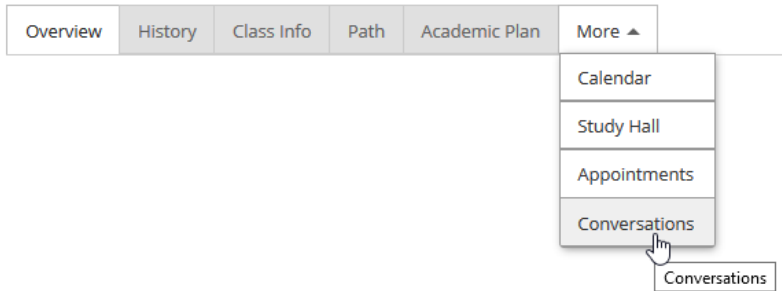 Overview History Class Info Path Academic Plan More
Calendar
Study Hall
Appointments
Conversations
Conversations